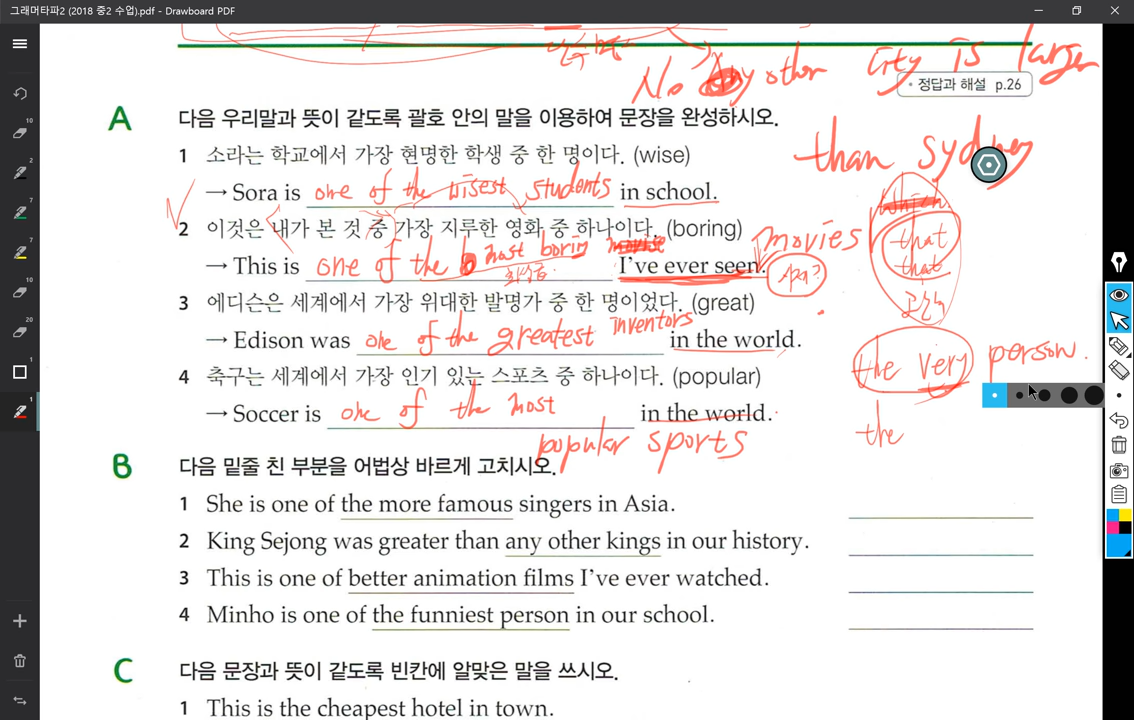 그래머타파2 (2018 중2 수업).pdf - Drawboard PDF
No any other city is larger
정답과 해설 p.26
than sydney
A 다음 우리말과 뜻이 같도록 괄호 안의 말을 이용하여 문장을 완성하시오.
1 소라는 학교에서 가장 현명한 학생 중 한 명이다. (wise)
→ Sora is one of the wisest students in school.
which
2 이것은 내가 본 것 중 가장 지루한 영화 중 하나이다. (boring)
movies
that
→ This is one of the most boring I've ever seen.
that
3 에디슨은 세계에서 가장 위대한 발명가 중 한 명이었다. (great)
→ Edison was one of the greatest inventors in the world.
the very person.
4 축구는 세계에서 가장 인기 있는 스포츠 중 하나이다. (popular)
→ Soccer is one of the most in the world.
popular sports
the
B 다음 밑줄 친 부분을 어법상 바르게 고치시오.
1 She is one of the more famous singers in Asia.
2 King Sejong was greater than any other kings in our history.
3 This is one of better animation films I've ever watched.
4 Minho is one of the funniest person in our school.
C 다음 문장과 뜻이 같도록 빈칸에 알맞은 말을 쓰시오.
1 This is the cheapest hotel in town.